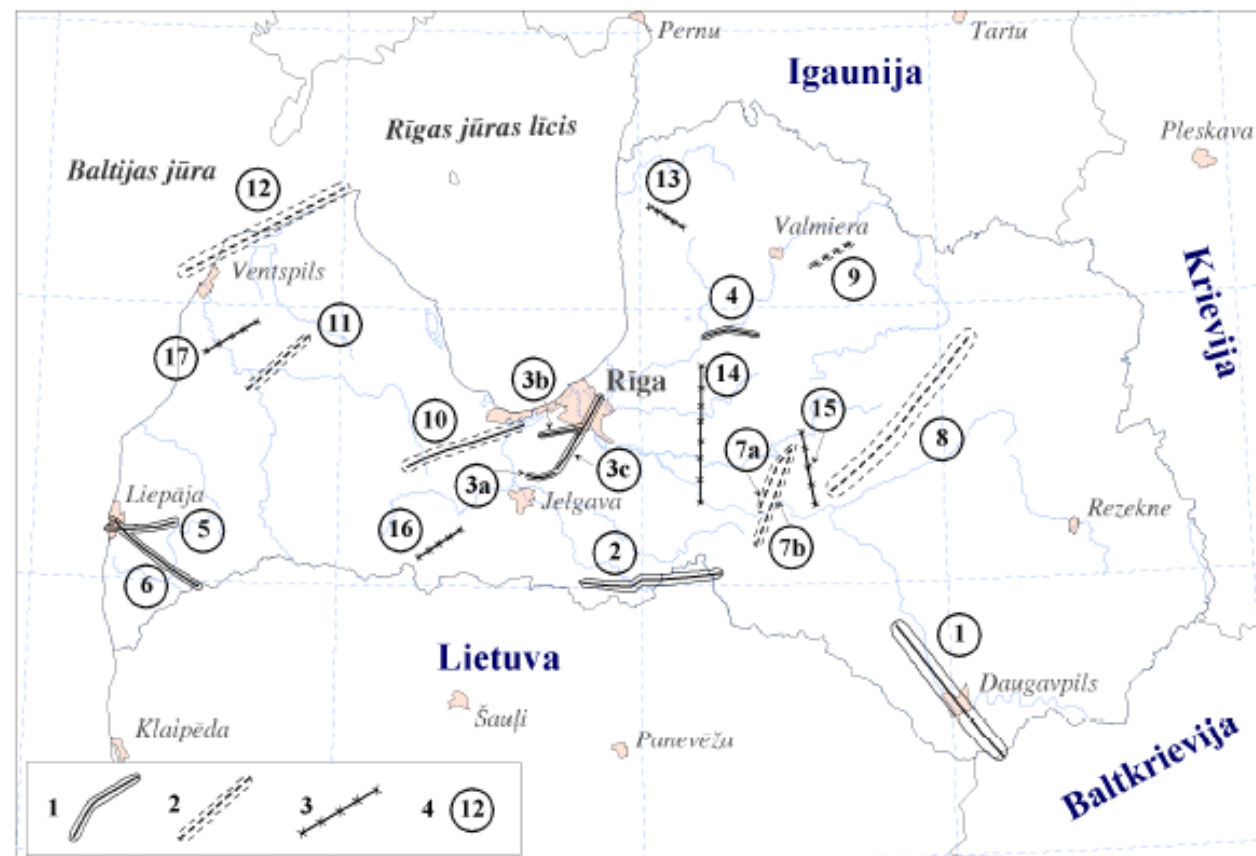 Pernu
Tartu
Igaunija
Rīgas jūras līcis
Pleskava
Baltijas jūra
12
13
Valmiera
Krievija
Ventspils
9
4
11
17
3b
Rīga
14
10
15
7a
8
3c
3a
Liepāja
Jelgava
Rezekne
5
16
2
7b
6
1
Lietuva
Daugavpils
Šauļi
Klaipēda
Panevēžu
Baltkrievija
1 2 3 4 12